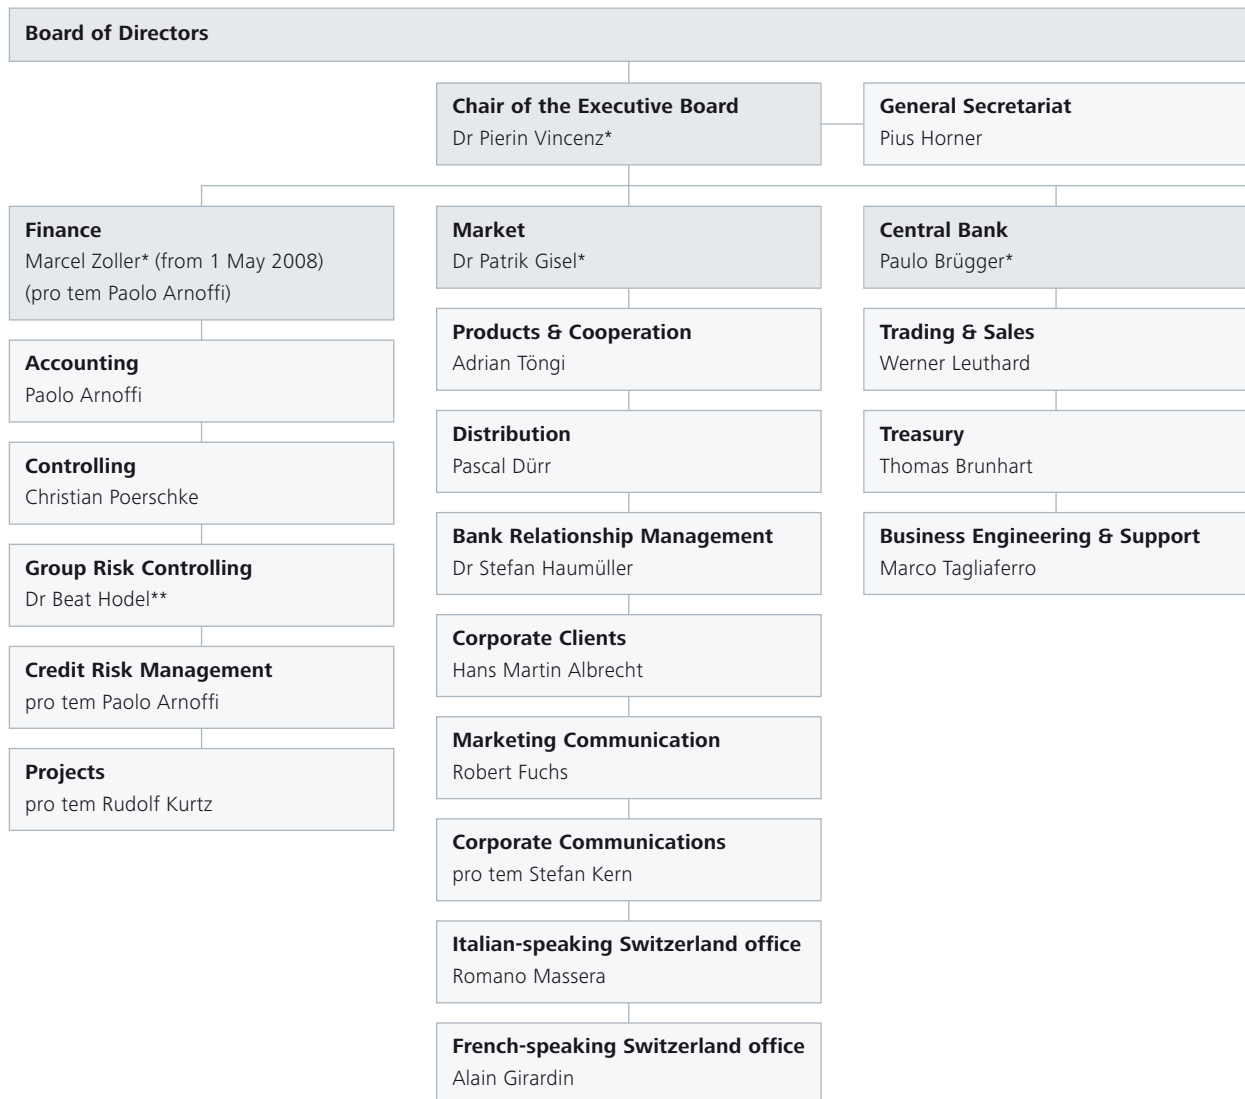 Board of Directors
Chair of the Executive Board
Dr Pierin Vincenz*
General Secretariat
Pius Horner
Finance
Marcel Zoller* (from 1 May 2008)
(pro tem Paolo Arnoffi)
Accounting
Paolo Arnoffi
Controlling
Christian Poerschke
Group Risk Controlling
Dr Beat Hodel**
Credit Risk Management
pro tem Paolo Arnoffi
Projects
pro tem Rudolf Kurtz
Market
Dr Patrik Gisel*
Products & Cooperation
Adrian Töngi
Distribution
Pascal Dürr
Bank Relationship Management
Dr Stefan Haumüller
Corporate Clients
Hans Martin Albrecht
Marketing Communication
Robert Fuchs
Corporate Communications
pro tem Stefan Kern
Italian-speaking Switzerland office
Romano Massera
French-speaking Switzerland office
Alain Girardin
Central Bank
Paulo Brügger*
Trading & Sales
Werner Leuthard
Treasury
Thomas Brunhart
Business Engineering & Support
Marco Tagliaferro